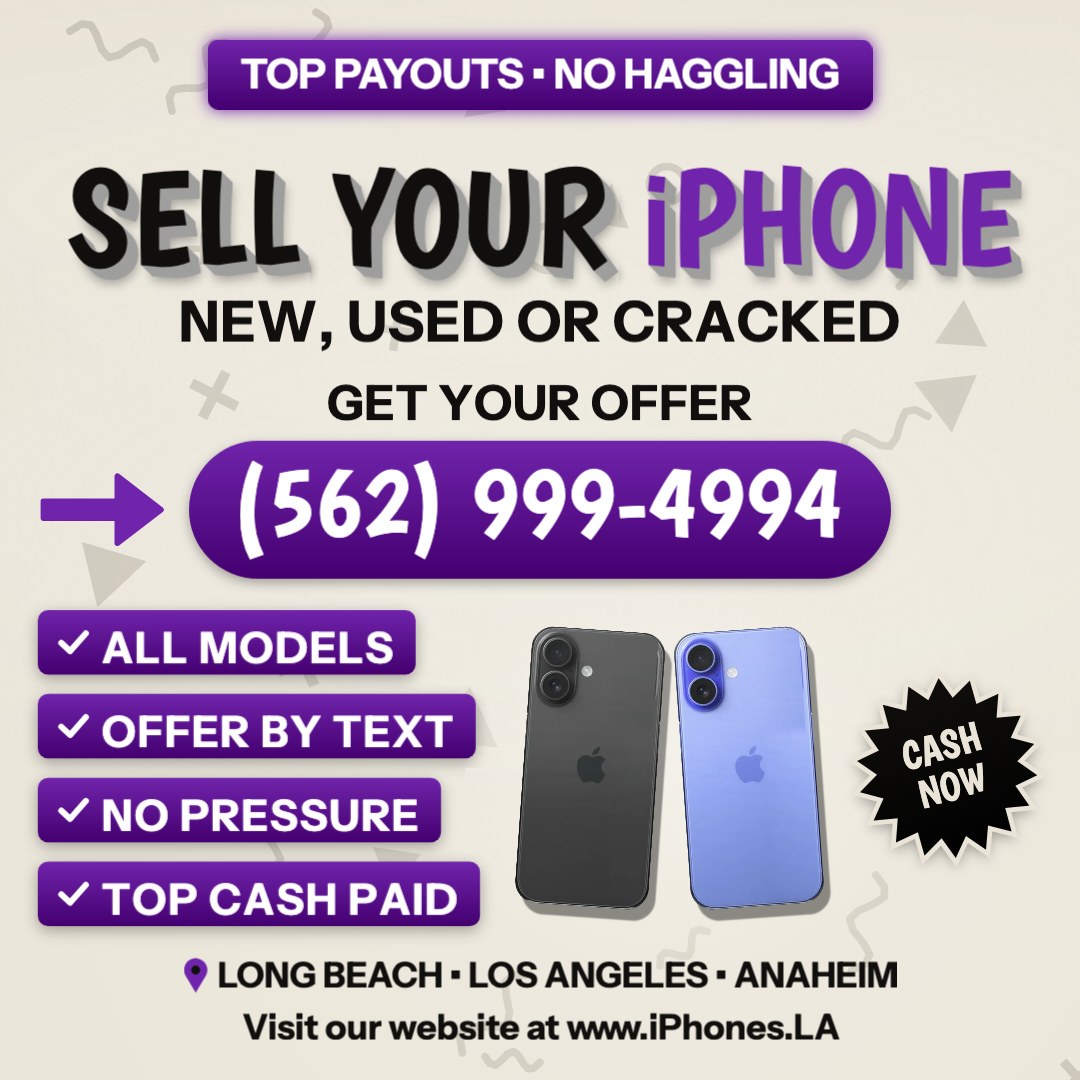 TOP PAYOUTS ▪ NO HAGGLING
SELL YOUR iPHONE
NEW, USED OR CRACKED
GET YOUR OFFER
(562) 999-4994
✓ ALL MODELS
✓ OFFER BY TEXT
✓ NO PRESSURE
✓ TOP CASH PAID
CASH
NOW
LONG BEACH ▪ LOS ANGELES ▪ ANAHEIM
Visit our website at www.iPhones.LA